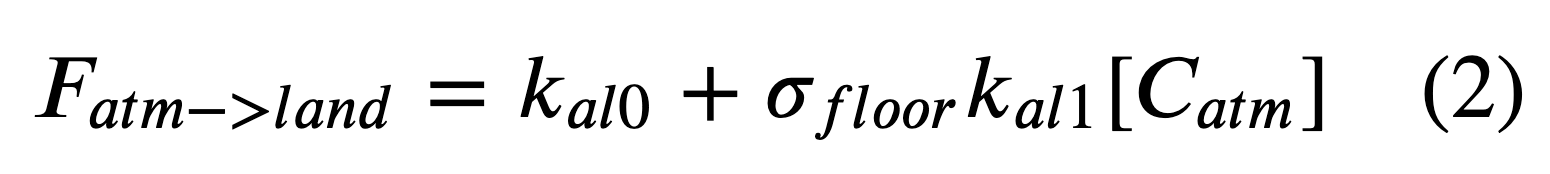 F_{atm->land} = k_{al0} + σ_{floor}k_{al1}[C_{atm}] (2)